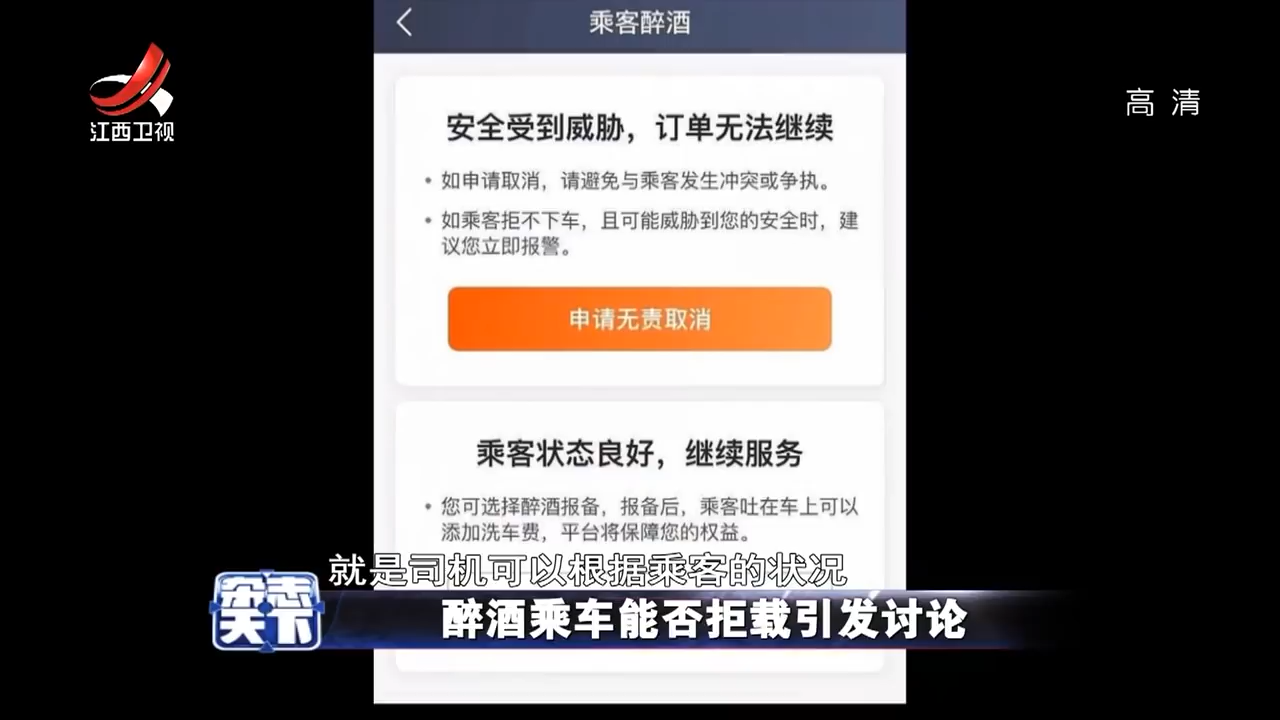 乘客醉酒
江西卫视
高清
安全受到威胁，订单无法继续
• 如申请取消，请避免与乘客发生冲突或争执。
• 如乘客拒不下车，且可能威胁到您的安全时，建
议您立即报警。
申请无责取消
乘客状态良好，继续服务
• 您可选择醉酒报备，报备后，乘客吐在车上可以
添加洗车费，平台将保障您的权益。
就是司机可以根据乘客的状况
杂志
天下
醉酒乘车能否拒载引发讨论